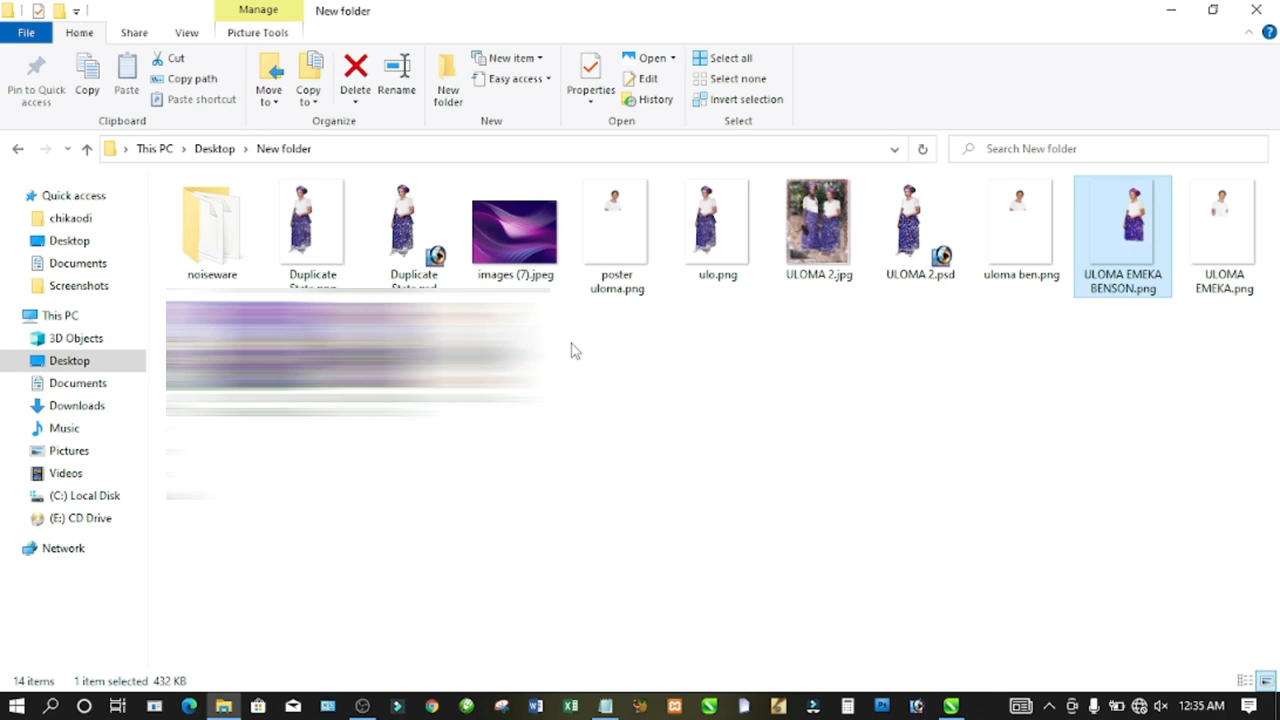 Manage
New folder
File
Home
Share
View
Picture Tools
Pin to Quick access
Copy
Paste
Cut
Copy path
Paste shortcut
Clipboard
Move to
Copy to
Delete
Rename
Organize
New folder
New item
Easy access
New
Properties
Open
Edit
History
Open
Select all
Select none
Invert selection
Select
This PC > Desktop > New folder
Search New folder
Quick access
chikaodi
Desktop
Documents
Screenshots
This PC
3D Objects
Desktop
Documents
Downloads
Music
Pictures
Videos
(C:) Local Disk
(E:) CD Drive
Network
noiseware
Duplicate
Duplicate
images (7).jpeg
poster
uloma.png
ulo.png
ULOMA 2.jpg
ULOMA 2.psd
uloma ben.png
ULOMA EMEKA
BENSON.png
ULOMA
EMEKA.png
14 items
1 item selected 432 KB
12:35 AM